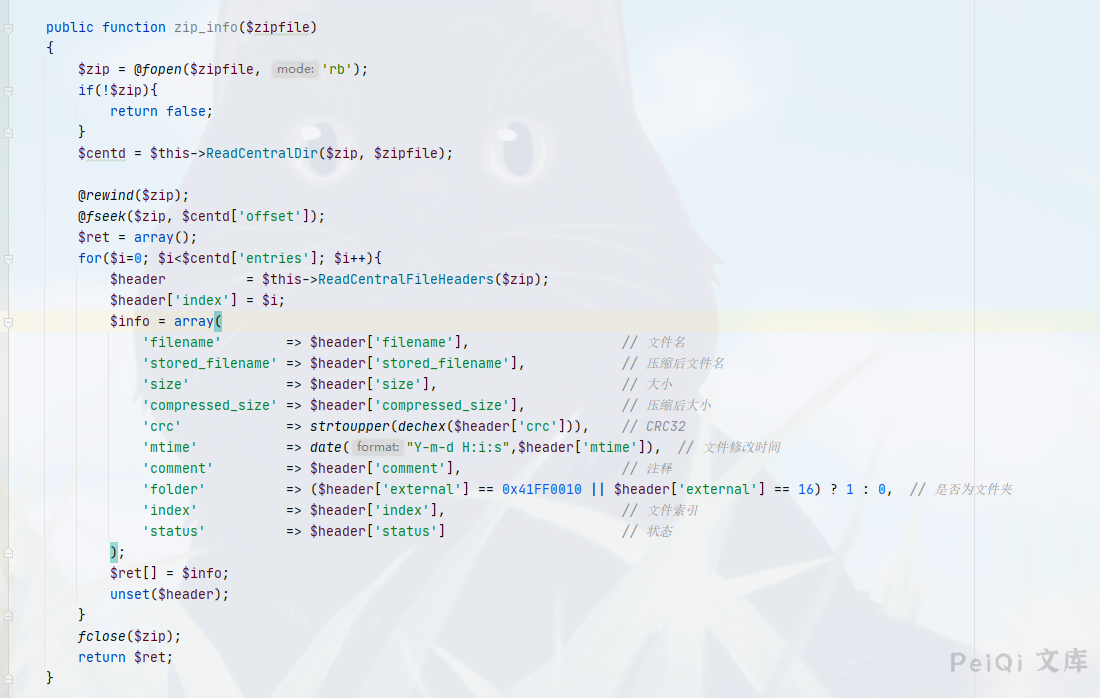 public function zip_info($zipfile)
{
    $zip = @fopen($zipfile, mode: 'rb');
    if(!$zip){
        return false;
    }
    $centd = $this->ReadCentralDir($zip, $zipfile);

    @rewind($zip);
    @fseek($zip, $centd['offset']);
    $ret = array();
    for($i=0; $i<$centd['entries']; $i++){
        $header          = $this->ReadCentralFileHeaders($zip);
        $header['index'] = $i;
        $info = array(
            'filename'        => $header['filename'],                   // 文件名
            'stored_filename' => $header['stored_filename'],            // 压缩后文件名
            'size'            => $header['size'],                       // 大小
            'compressed_size' => $header['compressed_size'],            // 压缩后大小
            'crc'             => strtoupper(dechex($header['crc'])),    // CRC32
            'mtime'           => date( format: "Y-m-d H:i:s",$header['mtime']),  // 文件修改时间
            'comment'         => $header['comment'],                    // 注释
            'folder'          => ($header['external'] == 0x41FF0010 || $header['external'] == 16) ? 1 : 0,  // 是否为文件夹
            'index'           => $header['index'],                      // 文件索引
            'status'          => $header['status']                      // 状态
        );
        $ret[] = $info;
        unset($header);
    }
    fclose($zip);
    return $ret;
}
PeiQi 文库